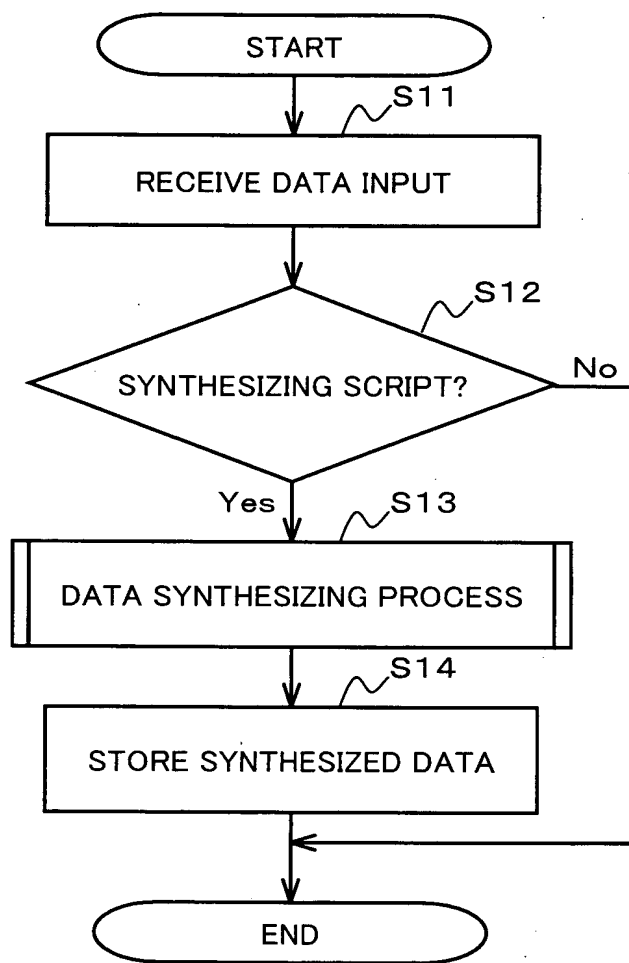 START
S11
RECEIVE DATA INPUT
S12
SYNTHESIZING SCRIPT?
No
Yes
S13
DATA SYNTHESIZING PROCESS
S14
STORE SYNTHESIZED DATA
END